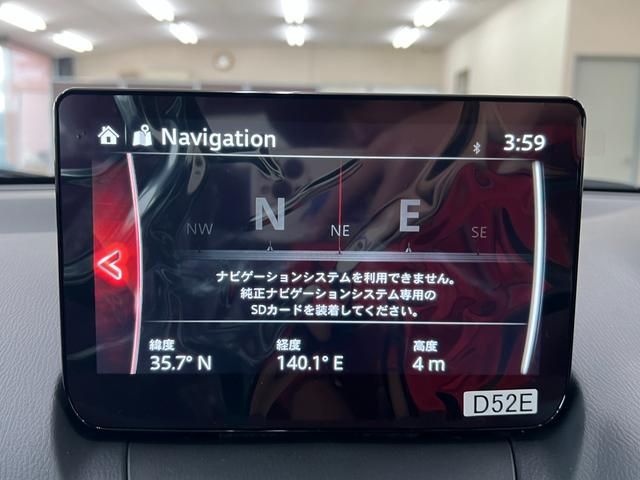 Navigation
3:59
NW N NE E SE
ナビゲーションシステムを利用できません。
純正ナビゲーションシステム専用の
SDカードを装着してください。
緯度 経度 高度
35.7° N 140.1° E 4 m
D52E